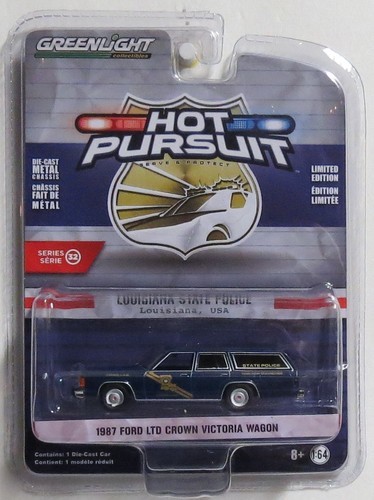 GREENLIGHT
collectibles
HOT
PURSUIT
SERVE & PROTECT
DIE-CAST
METAL
CHASSIS
CHÂSSIS
FAIT DE
MÉTAL
LIMITED
EDITION
ÉDITION
LIMITÉE
SERIES
SÉRIE 32
LOUISIANA STATE POLICE
Louisiana, USA
STATE POLICE
1987 FORD LTD CROWN VICTORIA WAGON
Contains: 1 Die-Cast Car
Contient: 1 modèle réduit
8+ 1:64